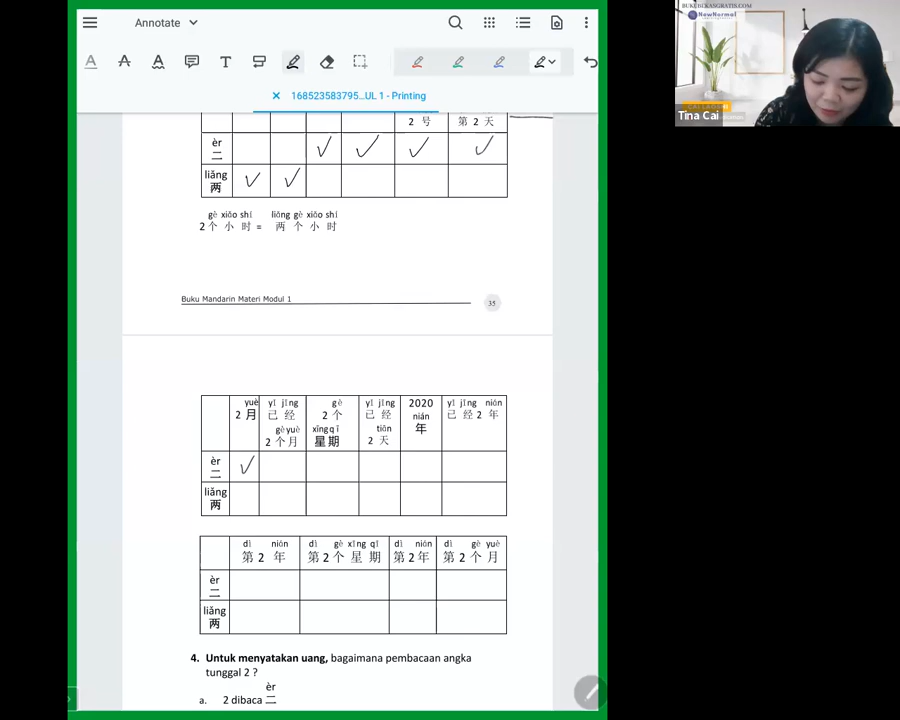 Annotate
168523583795...UL 1 - Printing
2 号 第 2 天
èr
二
liǎng
两
gè xiǎo shí liǎng gè xiǎo shí
2 个 小 时 = 两 个 小 时
Buku Mandarin Materi Modul 1
35
yuè yǐ jīng gè yǐ jīng 2020 yǐ jīng nián
2 月 已 经 2 个 已 经 nián 已 经 2 年
gè yuè xīng qī tiān 年
2 个 月 星 期 2 天
èr
二
liǎng
两
dì nián dì gè xīng qī dì nián dì gè yuè
第 2 年 第 2 个 星 期 第 2 年 第 2 个 月
èr
二
liǎng
两
4. Untuk menyatakan uang, bagaimana pembacaan angka
tunggal 2 ?
èr
a. 2 dibaca 二
BUKUDIKASGRATIS.COM
NewNormal
Tina Cai